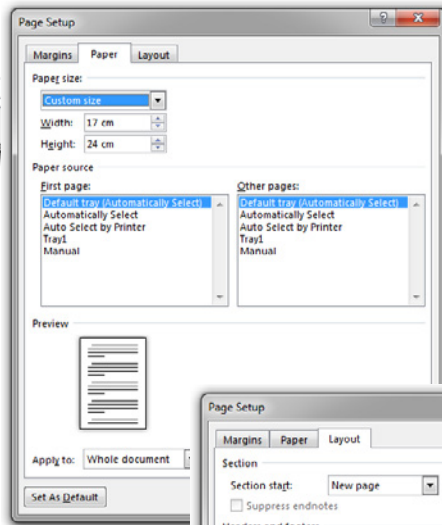 Page Setup
Margins Paper Layout
Paper size:
Custom size
Width: 17 cm
Height: 24 cm
Paper source
First page: Other pages:
Default tray (Automatically Select) Default tray (Automatically Select)
Automatically Select Automatically Select
Auto Select by Printer Auto Select by Printer
Tray1 Tray1
Manual Manual
Preview
Apply to: Whole document
Set As Default
Page Setup
Margins Paper Layout
Section
Section start: New page
Suppress endnotes
Headers and footers